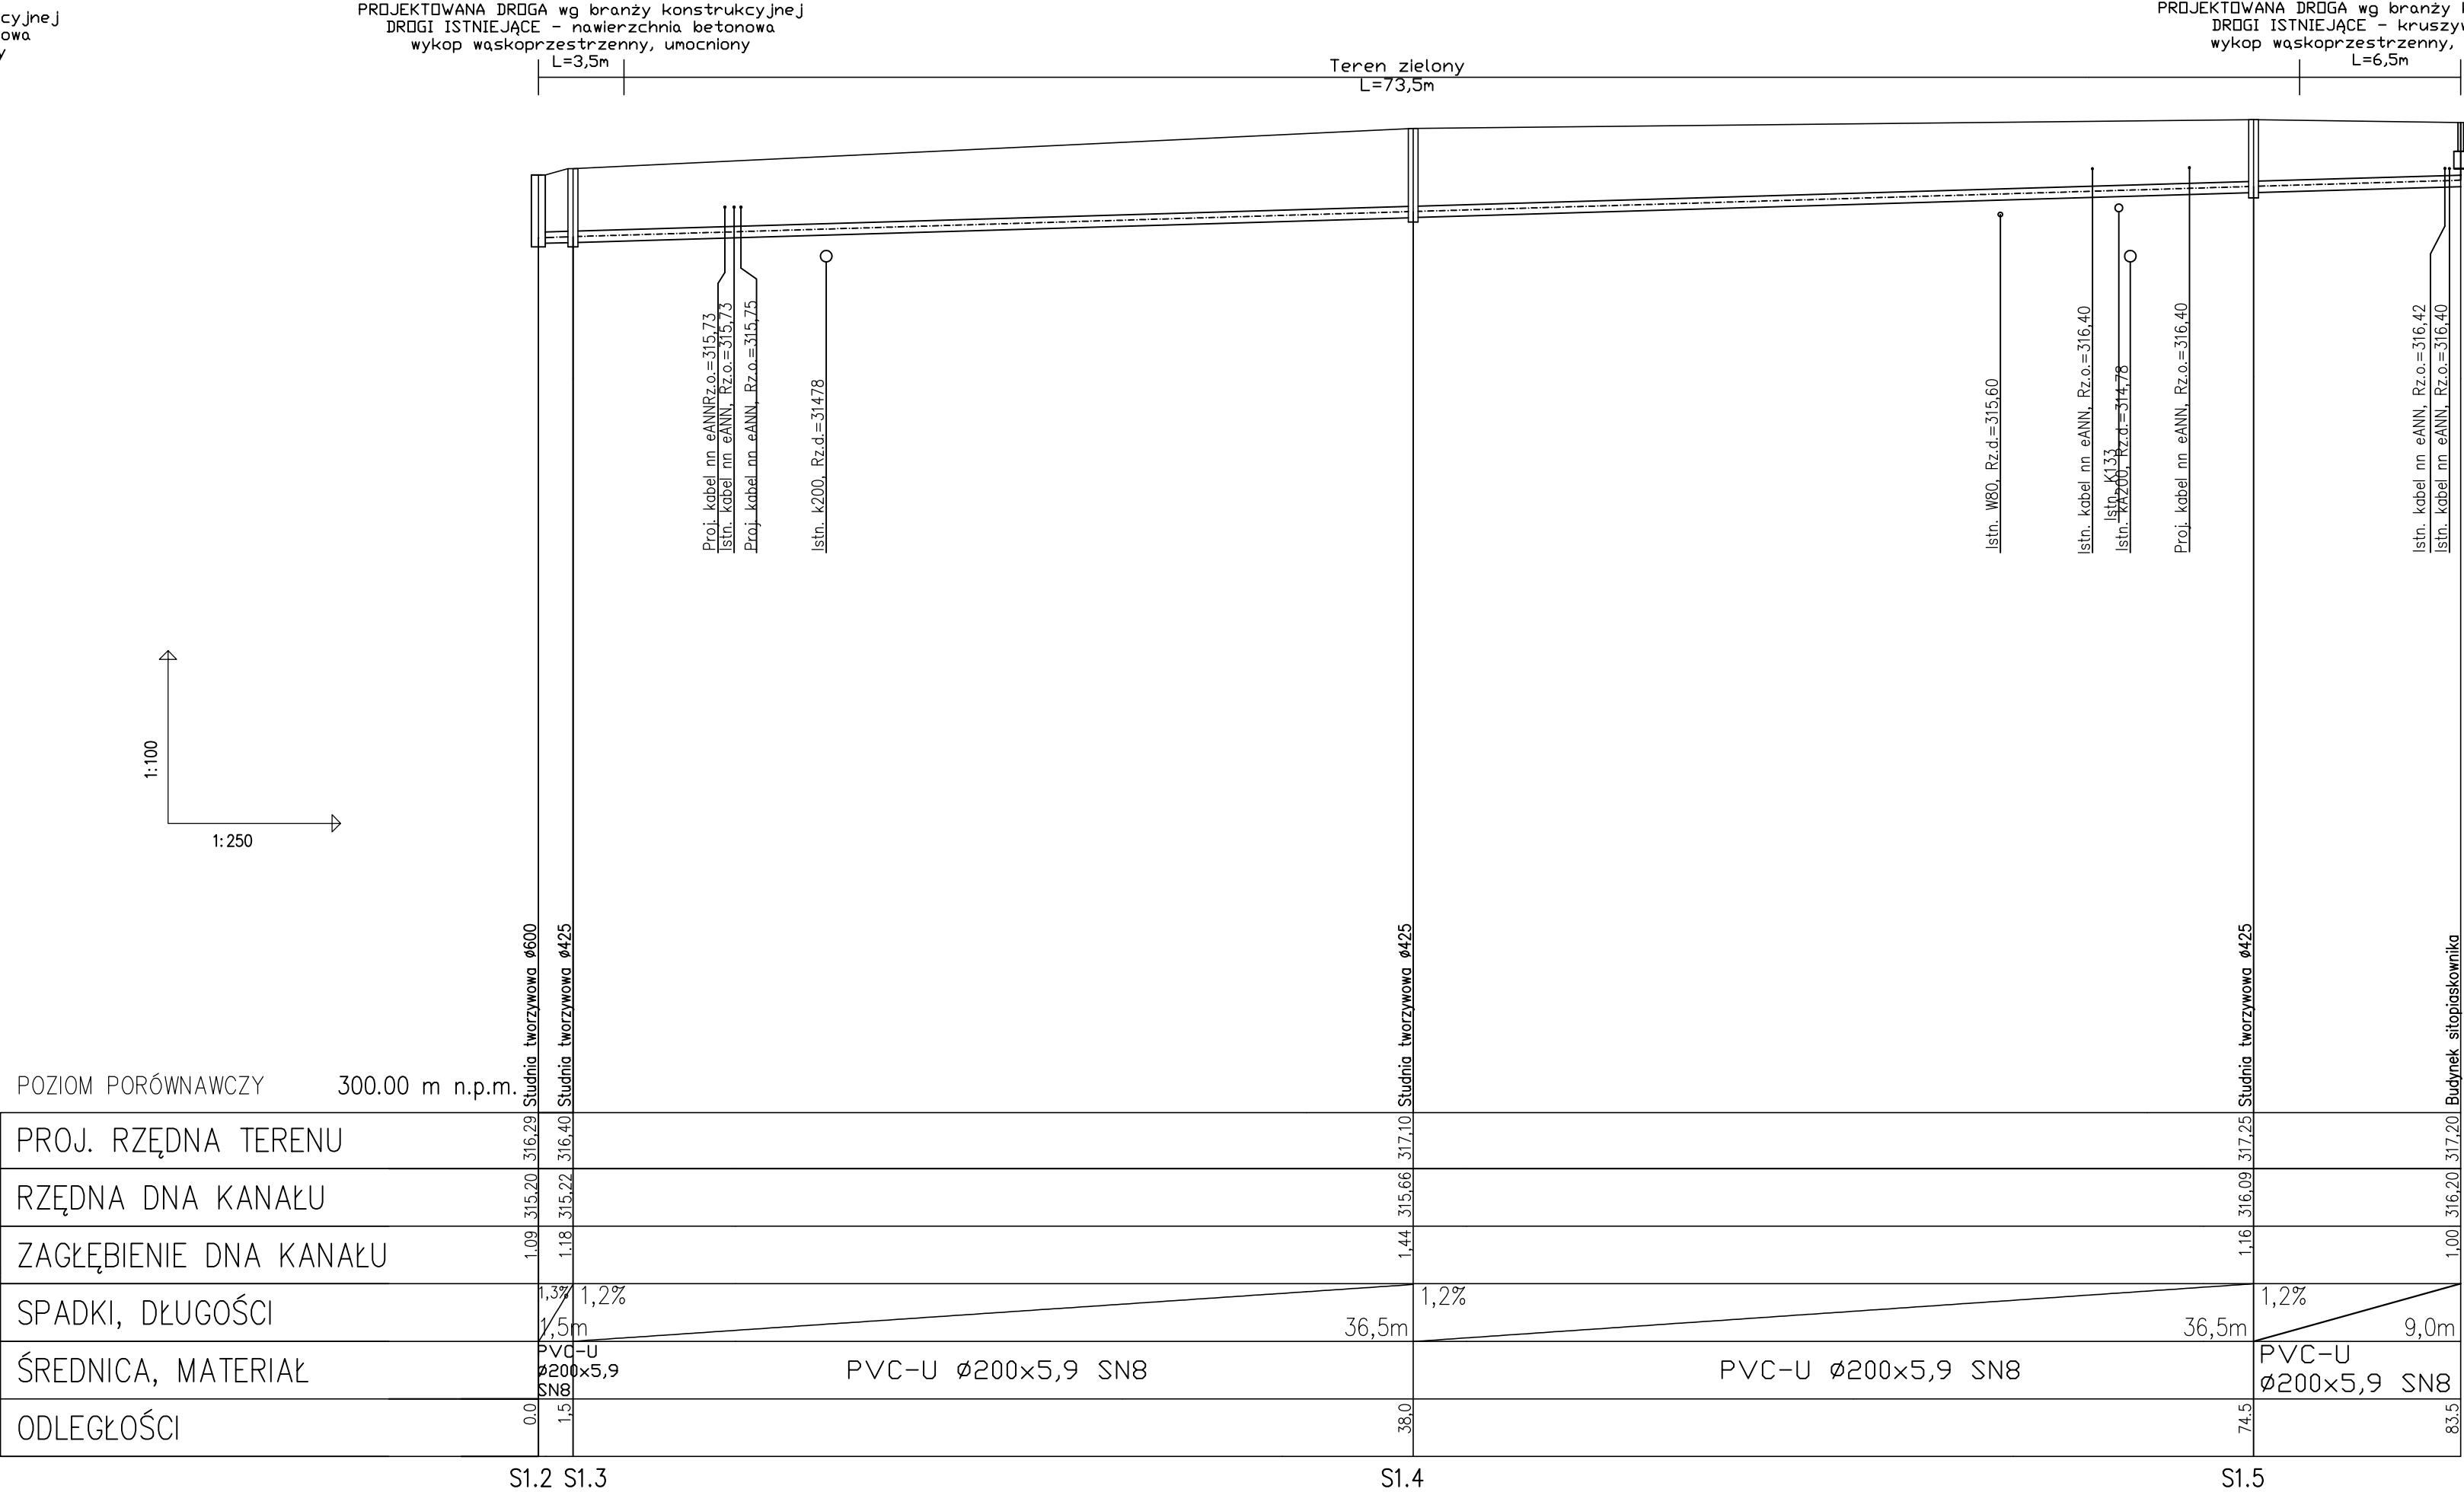 cyjnej
owa
y
PROJEKTOWANA DROGA wg branży konstrukcyjnej
DROGI ISTNIEJĄCE - nawierzchnia betonowa
wykop wąskoprzestrzenny, umocniony
L=3,5m
Teren zielony
L=73,5m
PROJEKTOWANA DROGA wg branży
DROGI ISTNIEJĄCE - kruszyw
wykop wąskoprzestrzenny,
L=6,5m
Proj. kabel nn eANNRz.o.=315,73
Istn. kabel nn eANN, Rz.o.=315,73
Proj. kabel nn eANN, Rz.o.=315,75
Istn. k200, Rz.d.=31478
Istn. W80, Rz.d.=315,60
Istn. kabel nn eANN, Rz.o.=316,40
Istn. K133
Istn. kA200, Rz.d.=314,78
Proj. kabel nn eANN, Rz.o.=316,40
Istn. kabel nn eANN, Rz.o.=316,42
Istn. kabel nn eANN, Rz.o.=316,40
1:100
1:250
Studnia tworzywowa ø600
Studnia tworzywowa ø425
Studnia tworzywowa ø425
Studnia tworzywowa ø425
Budynek sitopiaskownika
POZIOM PORÓWNAWCZY 300.00 m n.p.m.
PROJ. RZĘDNA TERENU 316,29 316,40 317,10 317,25 317,20
RZĘDNA DNA KANAŁU 315,20 315,22 315,66 316,09 316,20
ZAGŁĘBIENIE DNA KANAŁU 1.09 1.18 1,44 1,16 1,00
SPADKI, DŁUGOŚCI
1,3% 1,2% 1,2% 1,2%
1,5m 36,5m 36,5m 9,0m
ŚREDNICA, MATERIAŁ
PVC-U
ø200x5,9
SN8
PVC-U ø200x5,9 SN8
PVC-U ø200x5,9 SN8
PVC-U
ø200x5,9 SN8
ODLEGŁOŚCI 0.0 1,5 38,0 74.5 83.5
S1.2 S1.3 S1.4 S1.5